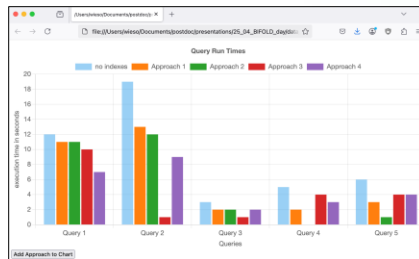 /Users/wieso/Documents/postdoc/p
file:///Users/wieso/Documents/postdoc/presentations/25_04_BIFOLD_day/data
Query Run Times
no indexes Approach 1 Approach 2 Approach 3 Approach 4
execution time in seconds
20
18
16
14
12
10
8
6
4
2
0
Query 1 Query 2 Query 3 Query 4 Query 5
Queries
Add Approach to Chart